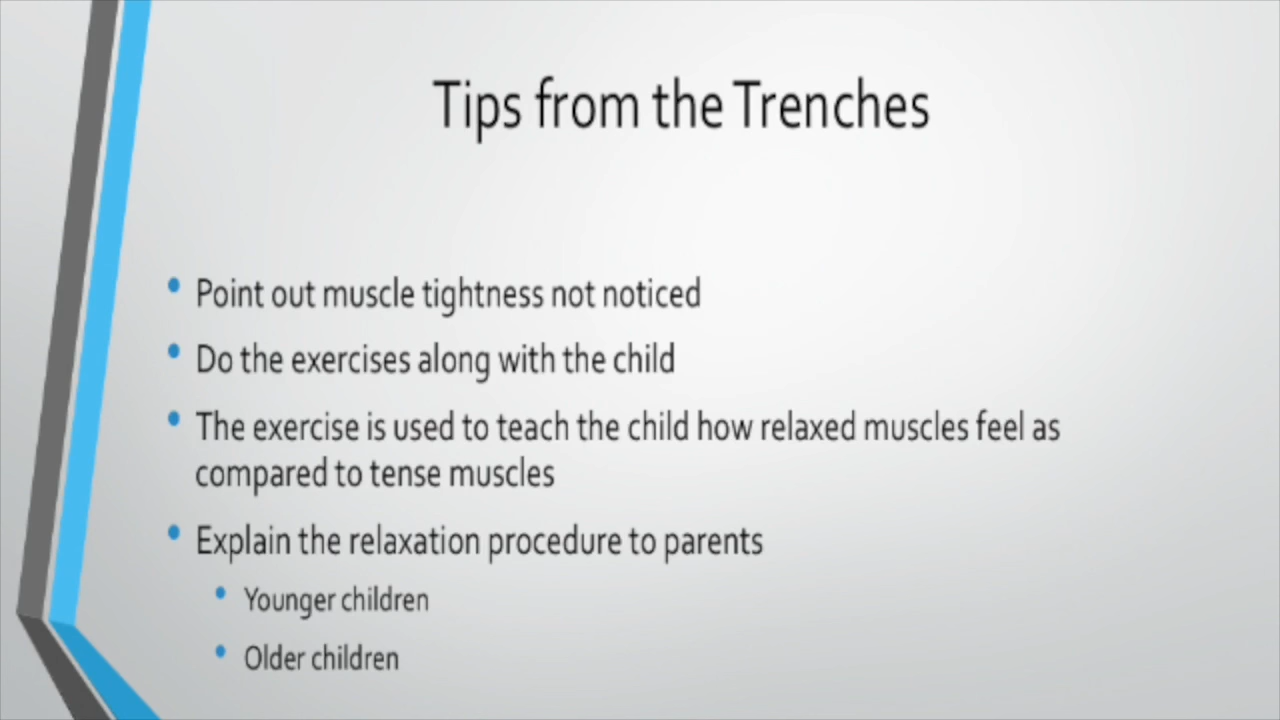 Tips from the Trenches
Point out muscle tightness not noticed
Do the exercises along with the child
The exercise is used to teach the child how relaxed muscles feel as
compared to tense muscles
Explain the relaxation procedure to parents
Younger children
Older children